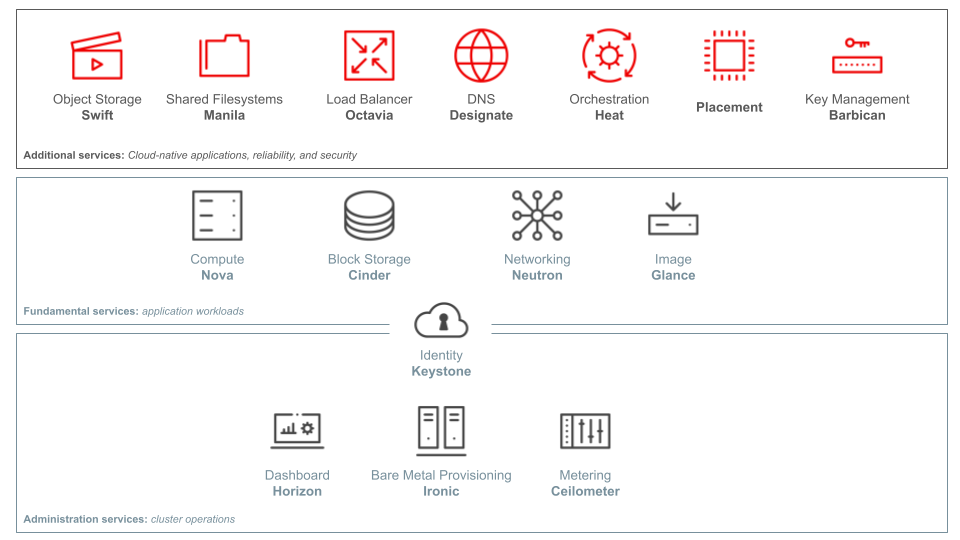 Object Storage
Swift
Shared Filesystems
Manila
Load Balancer
Octavia
DNS
Designate
Orchestration
Heat
Placement
Key Management
Barbican
Additional services: Cloud-native applications, reliability, and security
Compute
Nova
Block Storage
Cinder
Networking
Neutron
Image
Glance
Fundamental services: application workloads
Identity
Keystone
Dashboard
Horizon
Bare Metal Provisioning
Ironic
Metering
Ceilometer
Administration services: cluster operations